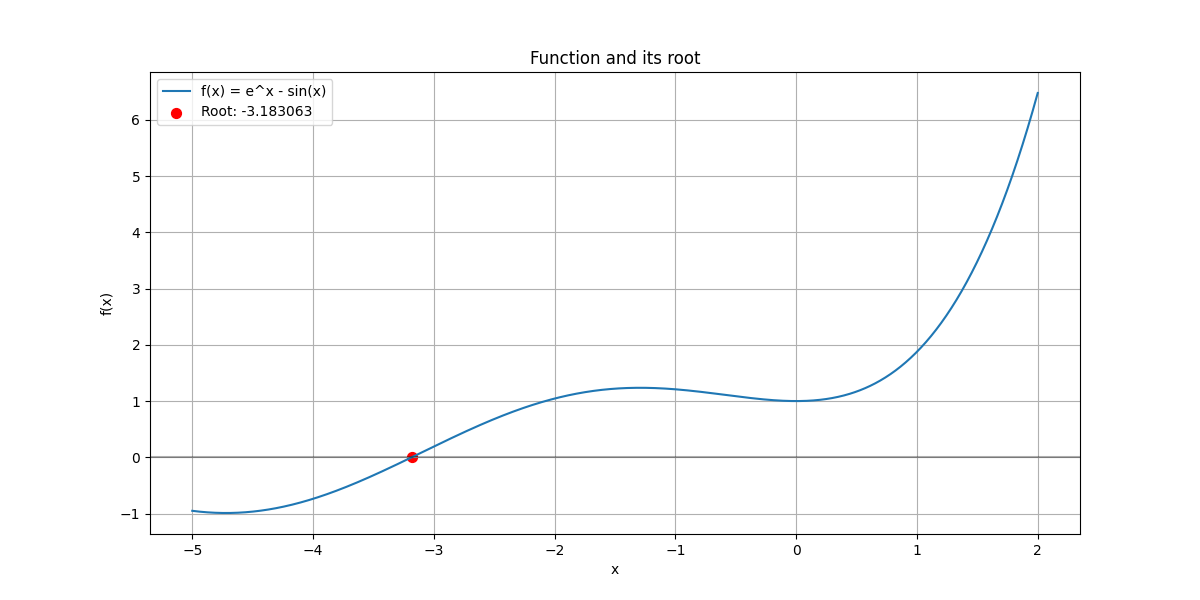 Function and its root
f(x) = e^x - sin(x)
Root: -3.183063
f(x)
6
5
4
3
2
1
0
−1
−5 −4 −3 −2 −1 0 1 2
x